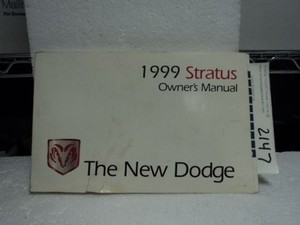 1999 Stratus
Owner's Manual
2147
The New Dodge